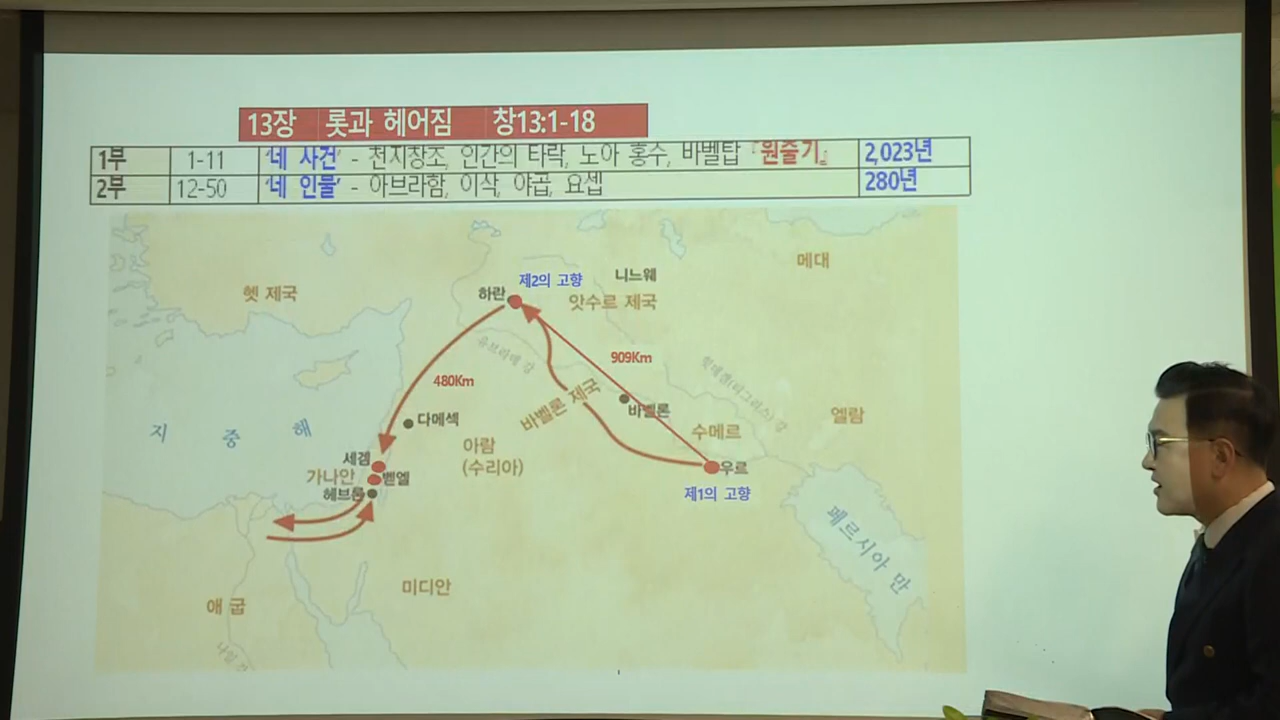 13장 롯과 헤어짐 창13:1-18
1부 1-11 '네 사건' - 천지창조, 인간의 타락, 노아 홍수, 바벨탑 『원줄기』 2,023년
2부 12-50 '네 인물' - 아브라함, 이삭, 야곱, 요셉 280년
메대
니느웨
제2의 고향
헷 제국
하란
앗수르 제국
유브라데 강
909Km
480Km
바벨론 제국
바벨론
다메섹
엘람
지 중 해
수메르
아람
(수리아)
세겜
우르
가나안
벧엘
헤브론
제1의 고향
페르시아 만
미디안
애 굽